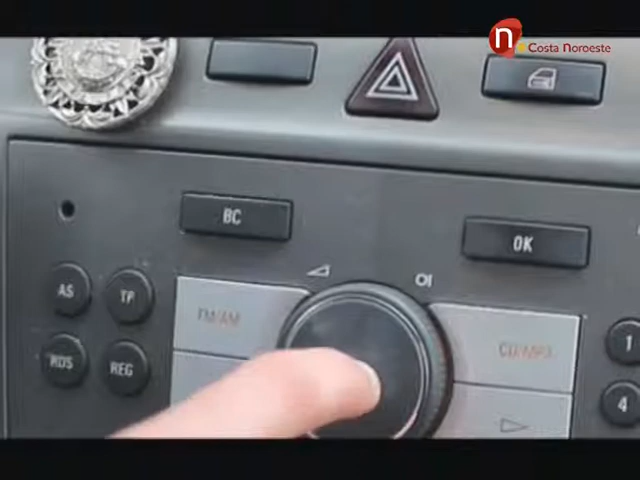 n Costa noroeste
BC
OK
AS
TP
FM/AM
CD/MP3
1
RDS
REG
4